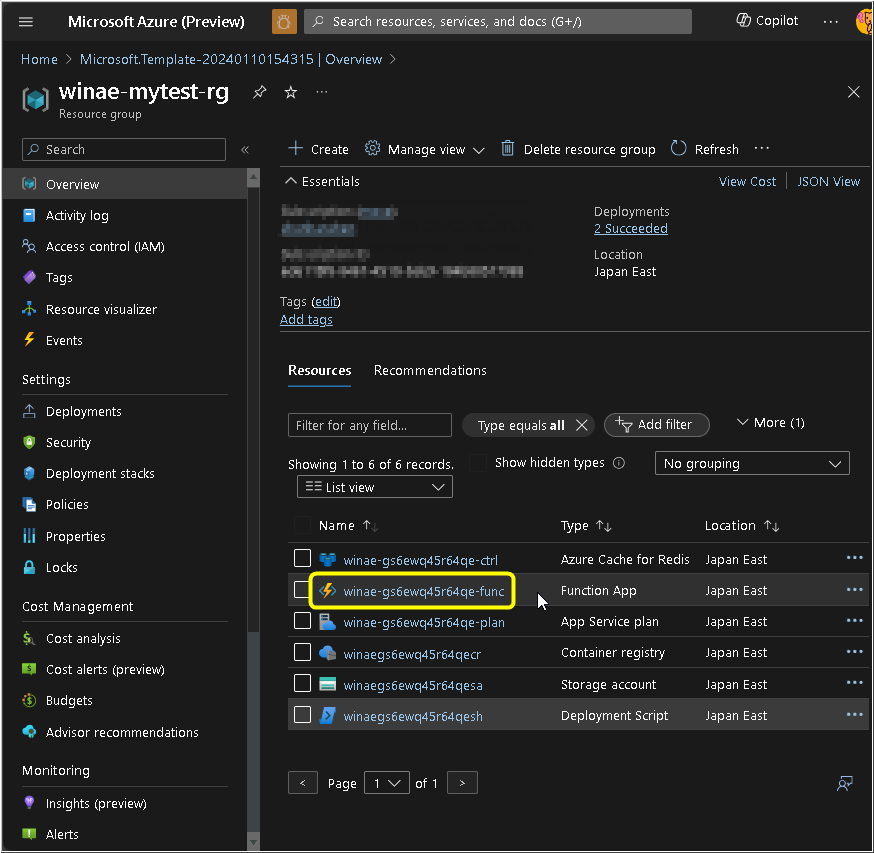 Microsoft Azure (Preview)
Search resources, services, and docs (G+/)
Copilot
Home > Microsoft.Template-20240110154315 | Overview >
winae-mytest-rg
Resource group
Search
Create
Manage view
Delete resource group
Refresh
Overview
Activity log
Access control (IAM)
Tags
Resource visualizer
Events
Settings
Deployments
Security
Deployment stacks
Policies
Properties
Locks
Cost Management
Cost analysis
Cost alerts (preview)
Budgets
Advisor recommendations
Monitoring
Insights (preview)
Alerts
Essentials
View Cost
JSON View
Deployments
2 Succeeded
Location
Japan East
Tags (edit)
Add tags
Resources
Recommendations
Filter for any field...
Type equals all
Add filter
More (1)
Showing 1 to 6 of 6 records.
Show hidden types
No grouping
List view
Name
Type
Location
winae-gs6ewq45r64qe-ctrl Azure Cache for Redis Japan East
winae-gs6ewq45r64qe-func Function App Japan East
winae-gs6ewq45r64qe-plan App Service plan Japan East
winaegs6ewq45r64qecr Container registry Japan East
winaegs6ewq45r64qesa Storage account Japan East
winaegs6ewq45r64qesh Deployment Script Japan East
< Page 1 of 1 >